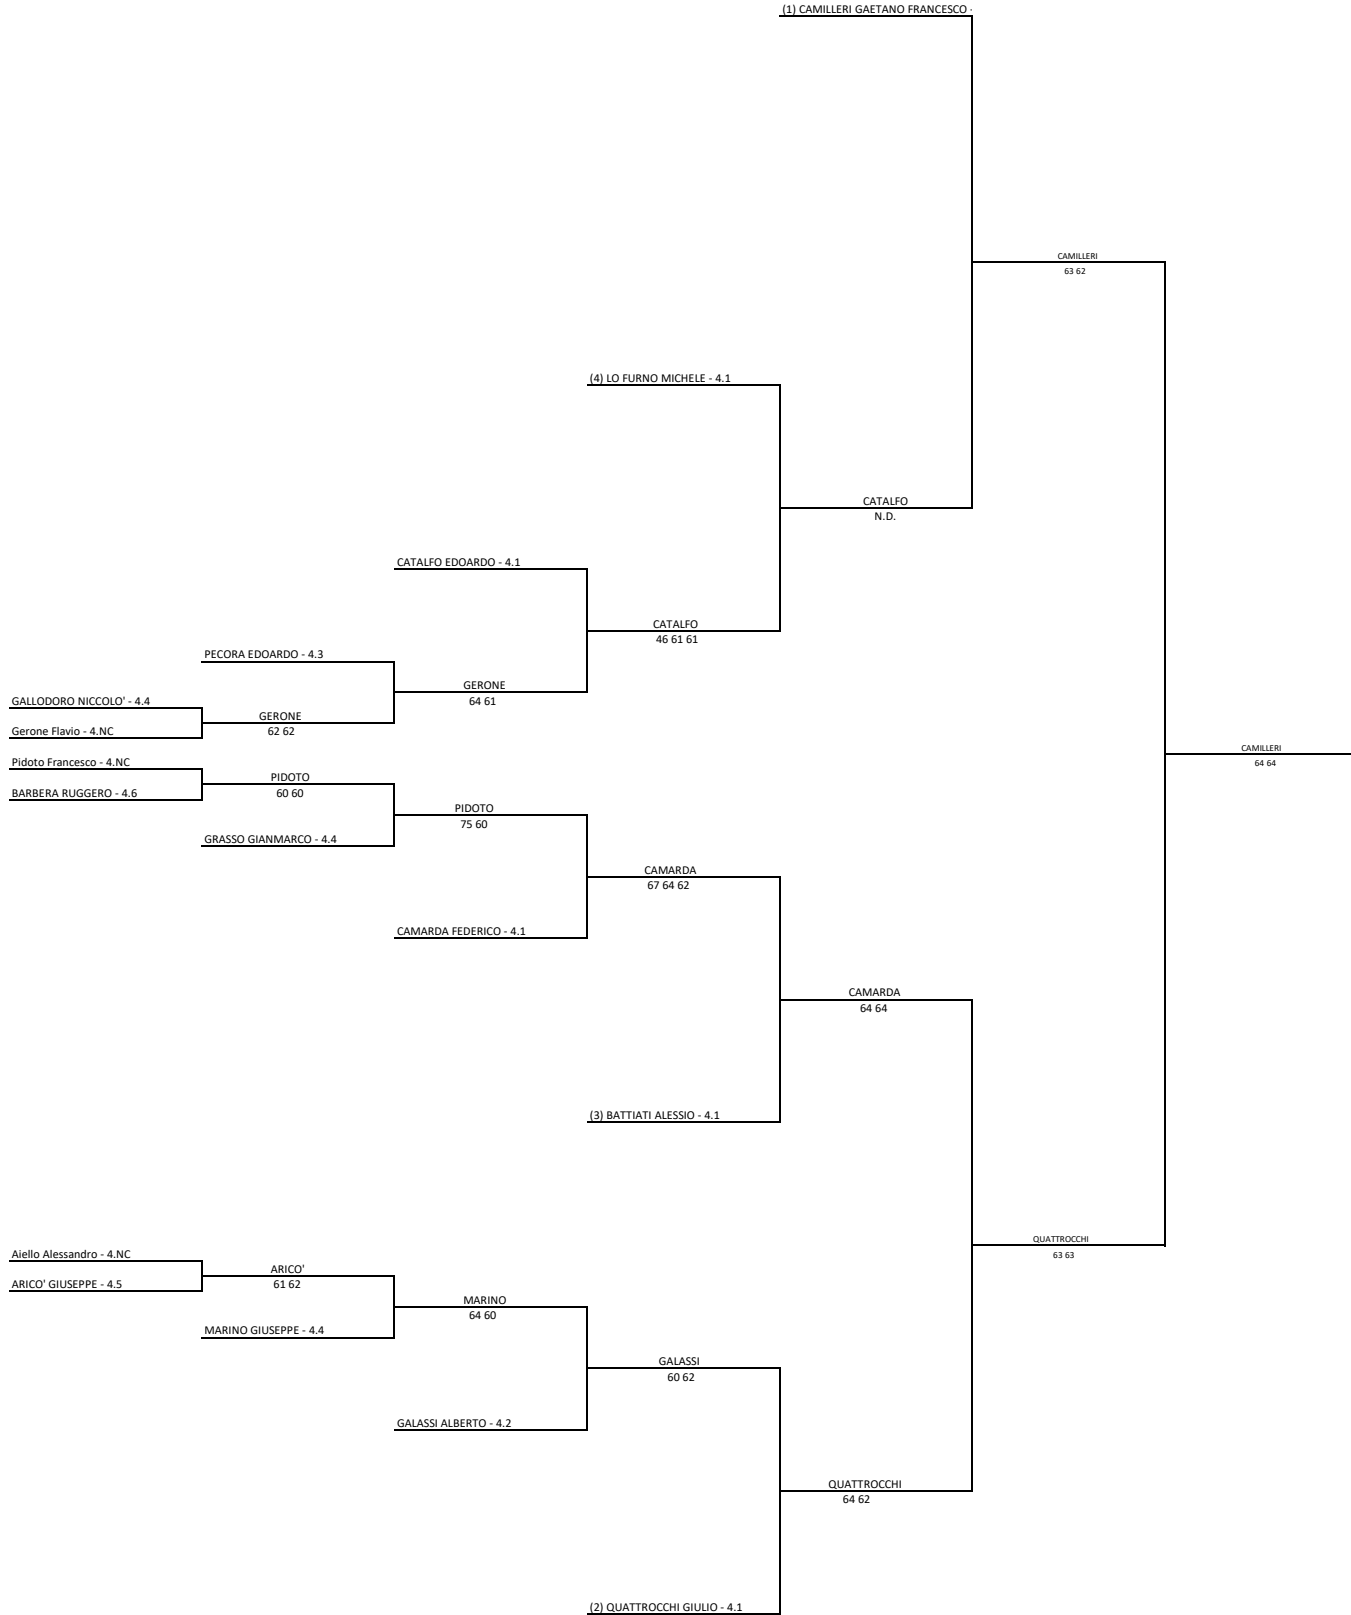 (1) CAMILLERI GAETANO FRANCESCO -
CAMILLERI
63 62
(4) LO FURNO MICHELE - 4.1
CATALFO
N.D.
CATALFO EDOARDO - 4.1
CATALFO
46 61 61
PECORA EDOARDO - 4.3
GERONE
64 61
GALLODORO NICCOLO' - 4.4
GERONE
62 62
Gerone Flavio - 4.NC
CAMILLERI
64 64
Pidoto Francesco - 4.NC
PIDOTO
60 60
BARBERA RUGGERO - 4.6
PIDOTO
75 60
GRASSO GIANMARCO - 4.4
CAMARDA
67 64 62
CAMARDA FEDERICO - 4.1
CAMARDA
64 64
(3) BATTIATI ALESSIO - 4.1
QUATTROCCHI
63 63
Aiello Alessandro - 4.NC
ARICO'
61 62
ARICO' GIUSEPPE - 4.5
MARINO
64 60
MARINO GIUSEPPE - 4.4
GALASSI
60 62
GALASSI ALBERTO - 4.2
QUATTROCCHI
64 62
(2) QUATTROCCHI GIULIO - 4.1